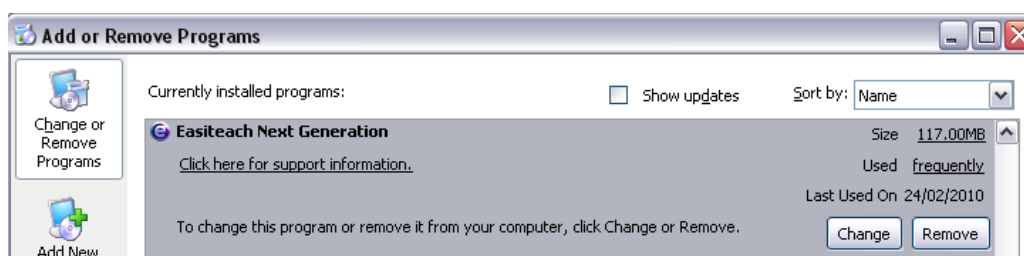 Add or Remove Programs
Change or
Remove
Programs
Add New
Currently installed programs:
Show updates
Sort by: Name
Easiteach Next Generation
Size 117.00MB
Click here for support information.
Used frequently
Last Used On 24/02/2010
To change this program or remove it from your computer, click Change or Remove.
Change
Remove